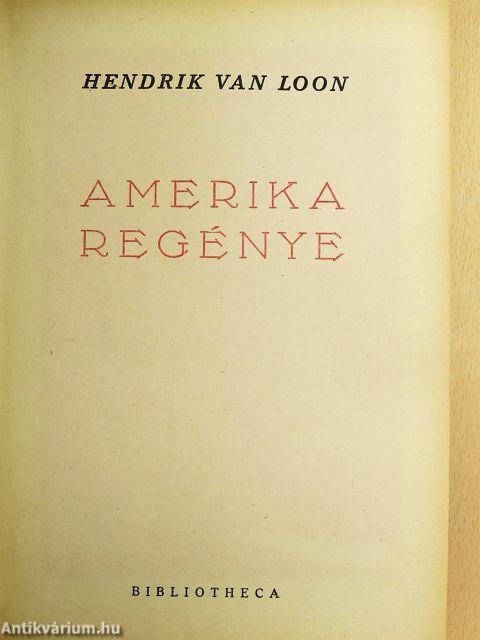 HENDRIK VAN LOON
AMERIKA
REGÉNYE
BIBLIOTHECA
Antikvárium.hu